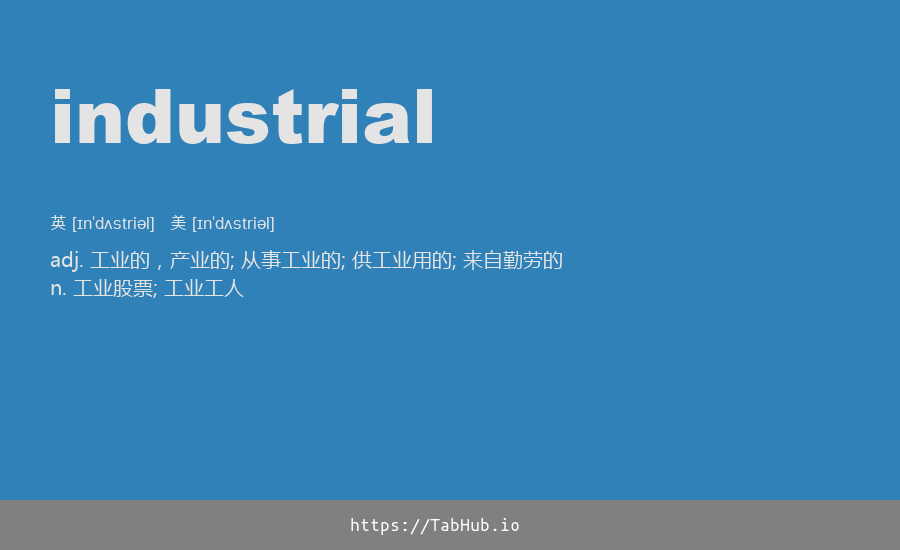 industrial
英 [ɪnˈdʌstriəl] 美 [ɪnˈdʌstriəl]
adj. 工业的，产业的; 从事工业的; 供工业用的; 来自勤劳的
n. 工业股票; 工业工人
https://TabHub.io